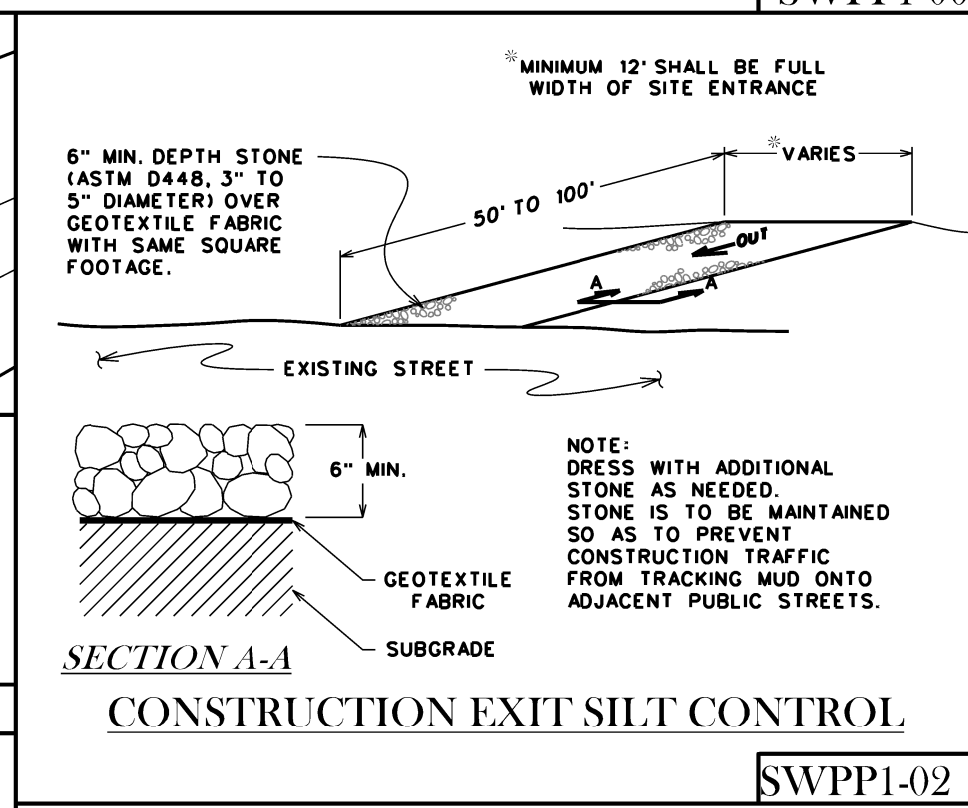 *MINIMUM 12' SHALL BE FULL
WIDTH OF SITE ENTRANCE
6" MIN. DEPTH STONE
(ASTM D448, 3" TO
5" DIAMETER) OVER
GEOTEXTILE FABRIC
WITH SAME SQUARE
FOOTAGE.
50' TO 100'
*VARIES
OUT
A
A
EXISTING STREET
6" MIN.
GEOTEXTILE
FABRIC
SUBGRADE
SECTION A-A
NOTE:
DRESS WITH ADDITIONAL
STONE AS NEEDED.
STONE IS TO BE MAINTAINED
SO AS TO PREVENT
CONSTRUCTION TRAFFIC
FROM TRACKING MUD ONTO
ADJACENT PUBLIC STREETS.
CONSTRUCTION EXIT SILT CONTROL
SWPP1-02